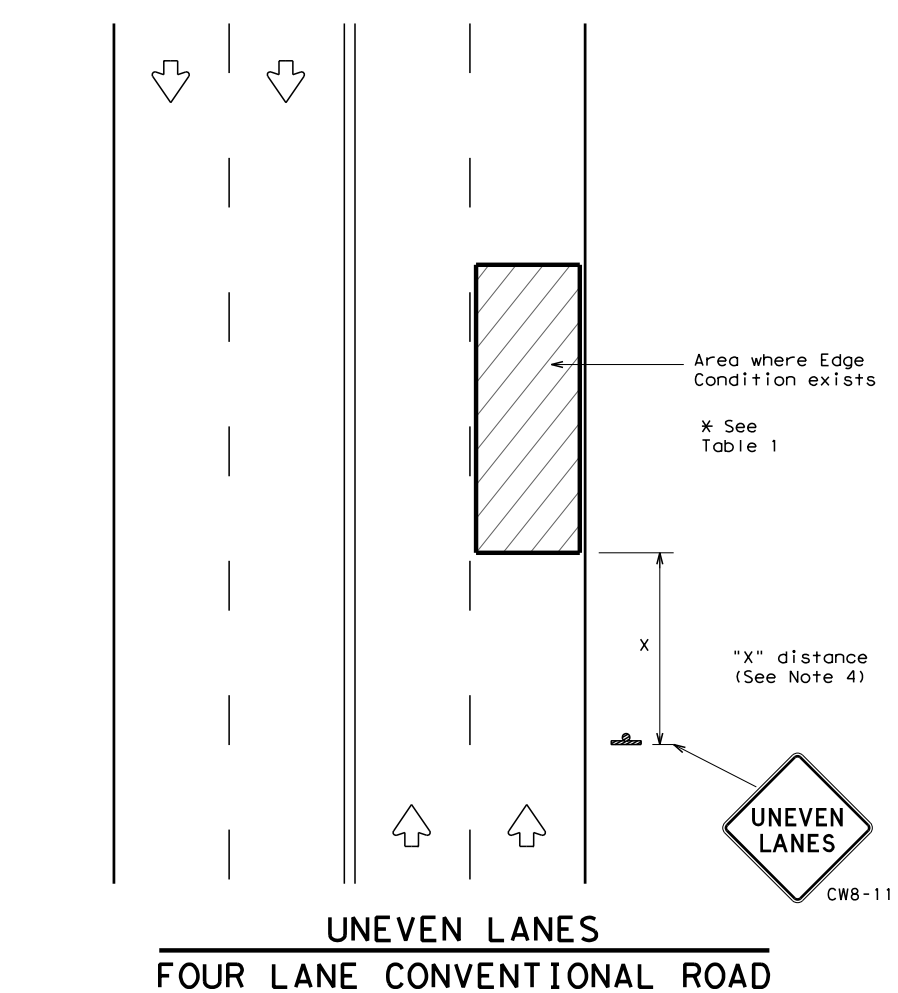 Area where Edge
Condition exists
* See
Table 1
X
"X" distance
(See Note 4)
UNEVEN
LANES
CW8-11
UNEVEN LANES
FOUR LANE CONVENTIONAL ROAD